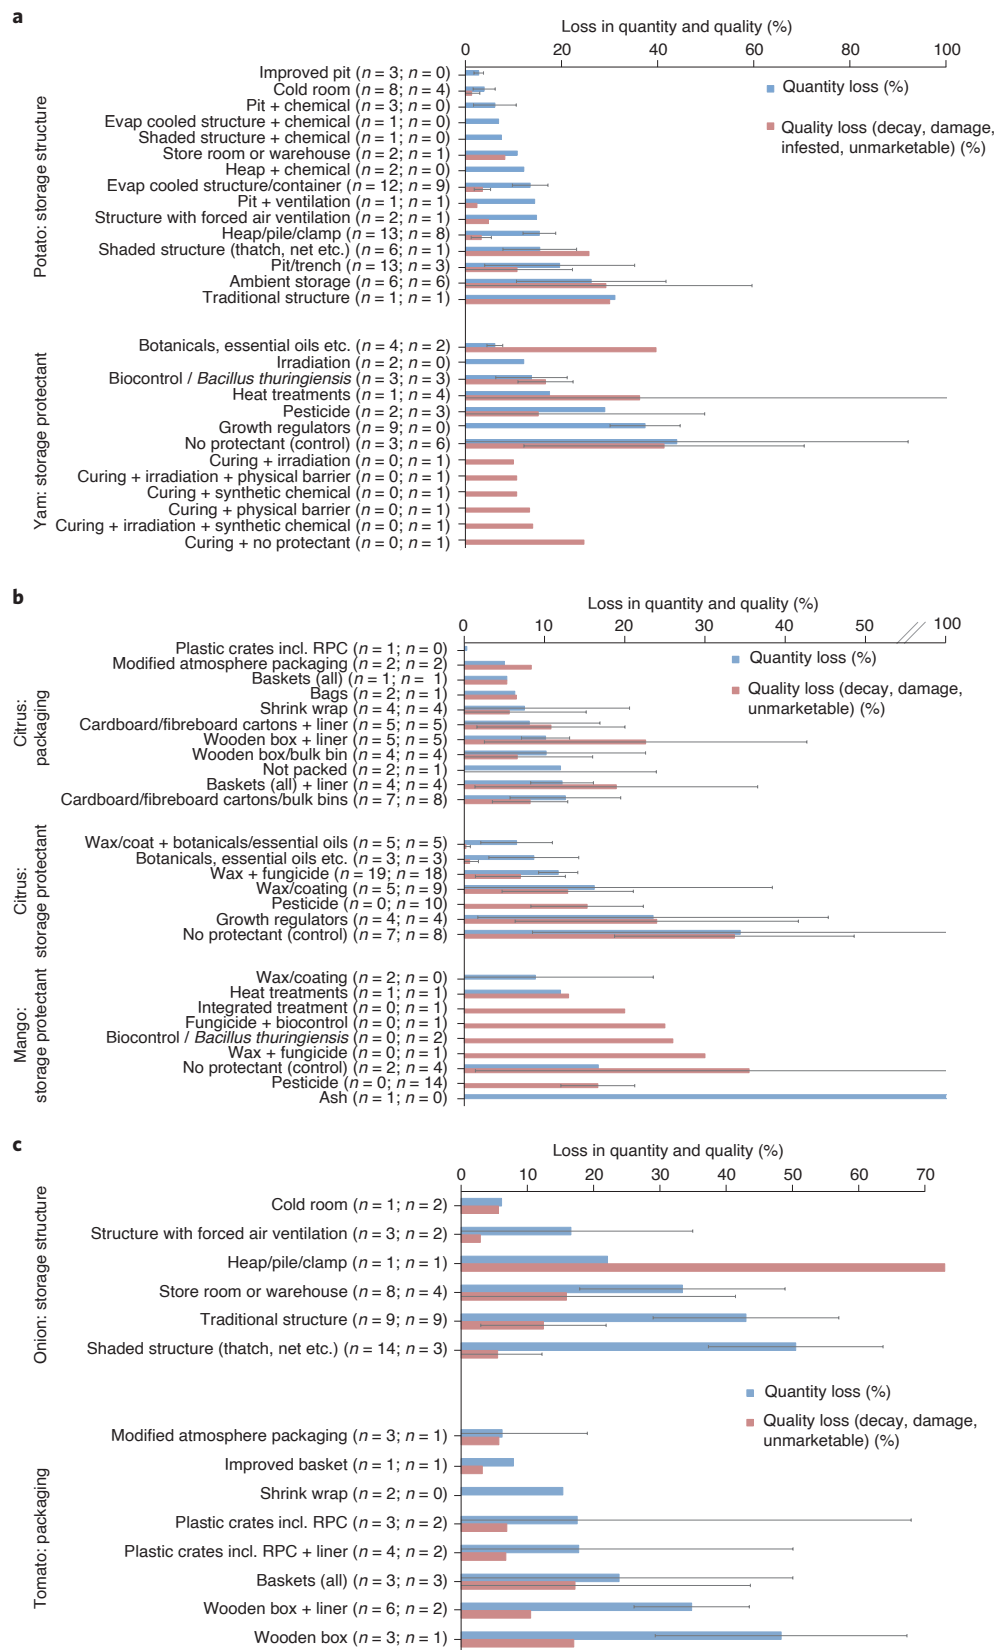 a
Loss in quantity and quality (%)
0 20 40 60 80 100
Potato: storage structure
Improved pit (n = 3; n = 0)
Cold room (n = 8; n = 4)
Pit + chemical (n = 3; n = 0)
Evap cooled structure + chemical (n = 1; n = 0)
Shaded structure + chemical (n = 1; n = 0)
Store room or warehouse (n = 2; n = 1)
Heap + chemical (n = 2; n = 0)
Evap cooled structure/container (n = 12; n = 9)
Pit + ventilation (n = 1; n = 1)
Structure with forced air ventilation (n = 2; n = 1)
Heap/pile/clamp (n = 13; n = 8)
Shaded structure (thatch, net etc.) (n = 6; n = 1)
Pit/trench (n = 13; n = 3)
Ambient storage (n = 6; n = 6)
Traditional structure (n = 1; n = 1)
Quantity loss (%)
Quality loss (decay, damage,
infested, unmarketable) (%)
Yam: storage protectant
Botanicals, essential oils etc. (n = 4; n = 2)
Irradiation (n = 2; n = 0)
Biocontrol / Bacillus thuringiensis (n = 3; n = 3)
Heat treatments (n = 1; n = 4)
Pesticide (n = 2; n = 3)
Growth regulators (n = 9; n = 0)
No protectant (control) (n = 3; n = 6)
Curing + irradiation (n = 0; n = 1)
Curing + irradiation + physical barrier (n = 0; n = 1)
Curing + synthetic chemical (n = 0; n = 1)
Curing + physical barrier (n = 0; n = 1)
Curing + irradiation + synthetic chemical (n = 0; n = 1)
Curing + no protectant (n = 0; n = 1)
b
Loss in quantity and quality (%)
0 10 20 30 40 50 100
Citrus:
packaging
Plastic crates incl. RPC (n = 1; n = 0)
Modified atmosphere packaging (n = 2; n = 2)
Baskets (all) (n = 1; n = 1)
Bags (n = 2; n = 1)
Shrink wrap (n = 4; n = 4)
Cardboard/fibreboard cartons + liner (n = 5; n = 5)
Wooden box + liner (n = 5; n = 5)
Wooden box/bulk bin (n = 4; n = 4)
Not packed (n = 2; n = 1)
Baskets (all) + liner (n = 4; n = 4)
Cardboard/fibreboard cartons/bulk bins (n = 7; n = 8)
Quantity loss (%)
Quality loss (decay, damage,
unmarketable) (%)
Citrus:
storage protectant
Wax/coat + botanicals/essential oils (n = 5; n = 5)
Botanicals, essential oils etc. (n = 3; n = 3)
Wax + fungicide (n = 19; n = 18)
Wax/coating (n = 5; n = 9)
Pesticide (n = 0; n = 10)
Growth regulators (n = 4; n = 4)
No protectant (control) (n = 7; n = 8)
Mango:
storage protectant
Wax/coating (n = 2; n = 0)
Heat treatments (n = 1; n = 1)
Integrated treatment (n = 0; n = 1)
Fungicide + biocontrol (n = 0; n = 1)
Biocontrol / Bacillus thuringiensis (n = 0; n = 2)
Wax + fungicide (n = 0; n = 1)
No protectant (control) (n = 2; n = 4)
Pesticide (n = 0; n = 14)
Ash (n = 1; n = 0)
c
Loss in quantity and quality (%)
0 10 20 30 40 50 60 70
Onion: storage structure
Cold room (n = 1; n = 2)
Structure with forced air ventilation (n = 3; n = 2)
Heap/pile/clamp (n = 1; n = 1)
Store room or warehouse (n = 8; n = 4)
Traditional structure (n = 9; n = 9)
Shaded structure (thatch, net etc.) (n = 14; n = 3)
Quantity loss (%)
Quality loss (decay, damage,
unmarketable) (%)
Tomato: packaging
Modified atmosphere packaging (n = 3; n = 1)
Improved basket (n = 1; n = 1)
Shrink wrap (n = 2; n = 0)
Plastic crates incl. RPC (n = 3; n = 2)
Plastic crates incl. RPC + liner (n = 4; n = 2)
Baskets (all) (n = 3; n = 3)
Wooden box + liner (n = 6; n = 2)
Wooden box (n = 3; n = 1)